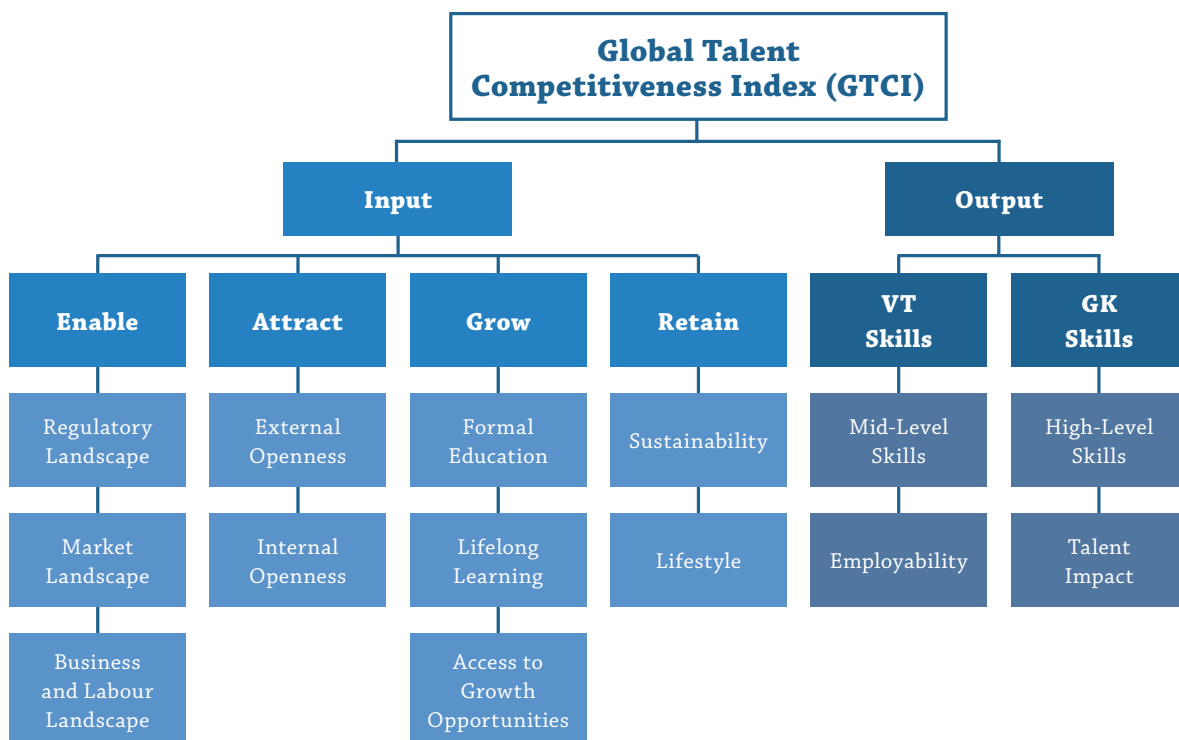 Global Talent
Competitiveness Index (GTCI)
Input
Output
Enable
Attract
Grow
Retain
VT
Skills
GK
Skills
Regulatory
Landscape
External
Openness
Formal
Education
Sustainability
Mid-Level
Skills
High-Level
Skills
Market
Landscape
Internal
Openness
Lifelong
Learning
Lifestyle
Employability
Talent
Impact
Business
and Labour
Landscape
Access to
Growth
Opportunities